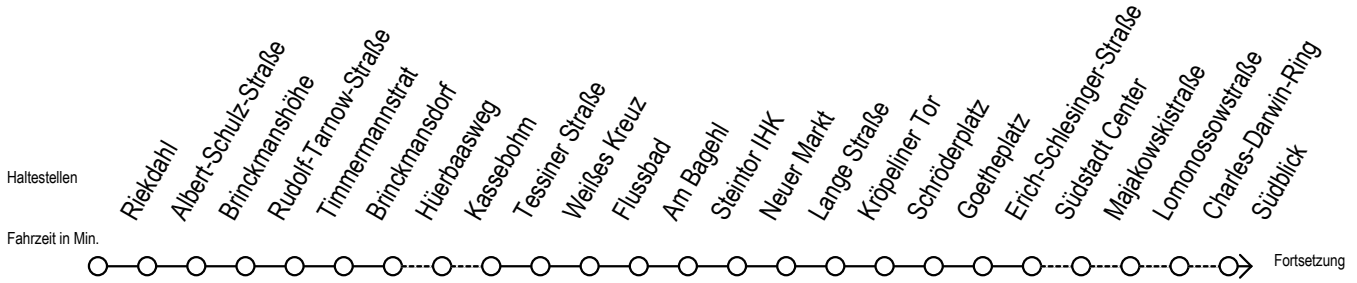 Haltestellen
Riekdahl
Albert-Schulz-Straße
Brinckmanshöhe
Rudolf-Tarnow-Straße
Timmermannstrat
Brinckmansdorf
Hüerbaasweg
Kassebohm
Tessiner Straße
Weißes Kreuz
Flussbad
Am Bagehl
Steintor IHK
Neuer Markt
Lange Straße
Kröpeliner Tor
Schröderplatz
Goetheplatz
Erich-Schlesinger-Straße
Südstadt Center
Majakowskistraße
Lomonossowstraße
Charles-Darwin-Ring
Südblick
Fahrzeit in Min.
Fortsetzung